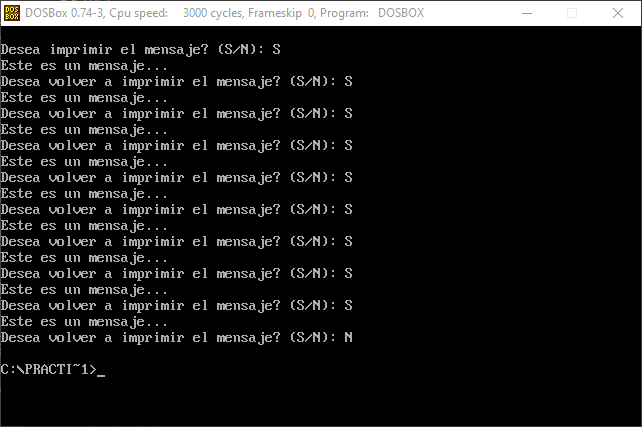 DOS
BOX
DOSBox 0.74-3, Cpu speed:    3000 cycles, Frameskip  0, Program:   DOSBOX
Desea imprimir el mensaje? (S/N): S
Este es un mensaje...
Desea volver a imprimir el mensaje? (S/N): S
Este es un mensaje...
Desea volver a imprimir el mensaje? (S/N): S
Este es un mensaje...
Desea volver a imprimir el mensaje? (S/N): S
Este es un mensaje...
Desea volver a imprimir el mensaje? (S/N): S
Este es un mensaje...
Desea volver a imprimir el mensaje? (S/N): S
Este es un mensaje...
Desea volver a imprimir el mensaje? (S/N): S
Este es un mensaje...
Desea volver a imprimir el mensaje? (S/N): S
Este es un mensaje...
Desea volver a imprimir el mensaje? (S/N): S
Este es un mensaje...
Desea volver a imprimir el mensaje? (S/N): N
C:\PRACTI~1>_